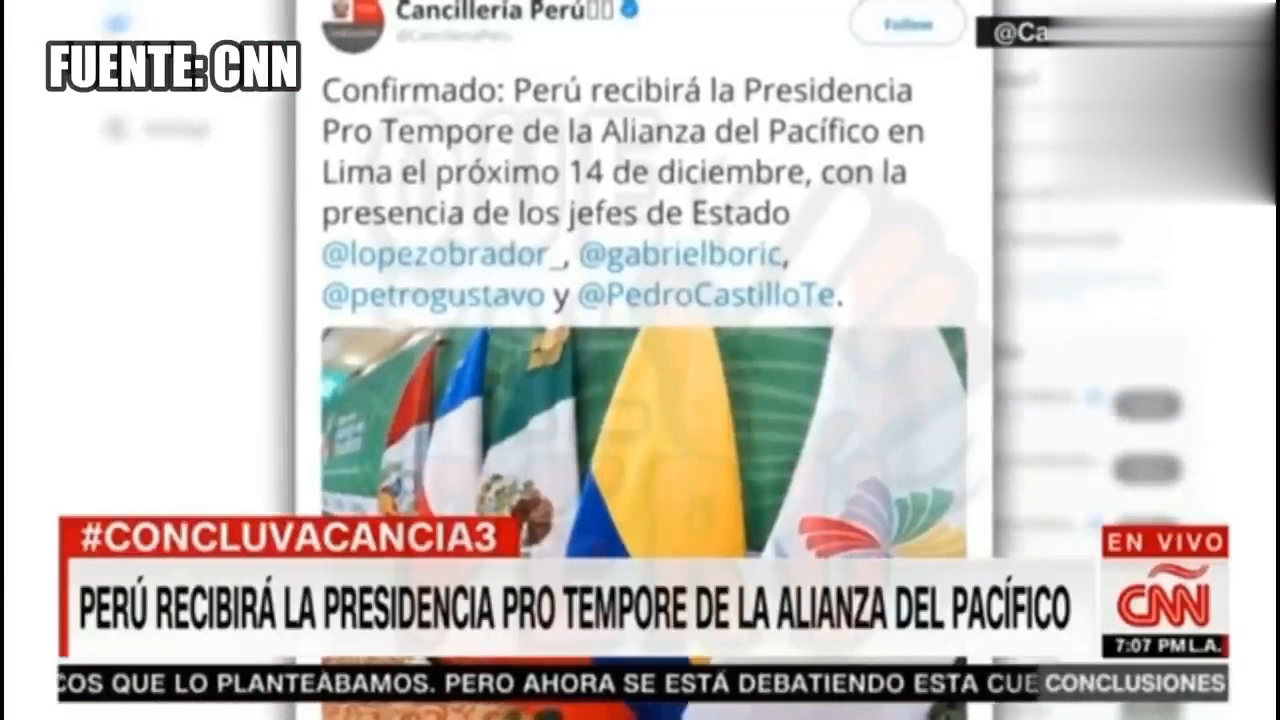 Cancillería Perú
@CancilleriaPeru
Follow
@Ca
FUENTE: CNN
Confirmado: Perú recibirá la Presidencia
Pro Tempore de la Alianza del Pacífico en
Lima el próximo 14 de diciembre, con la
presencia de los jefes de Estado
@lopezobrador_, @gabrielboric,
@petrogustavo y @PedroCastilloTe.
#CONCLUVACANCIA3
PERÚ RECIBIRÁ LA PRESIDENCIA PRO TEMPORE DE LA ALIANZA DEL PACÍFICO
EN VIVO
CNN
7:07 PM L.A.
COS QUE LO PLANTEÁBAMOS. PERO AHORA SE ESTÁ DEBATIENDO ESTA CUE
CONCLUSIONES